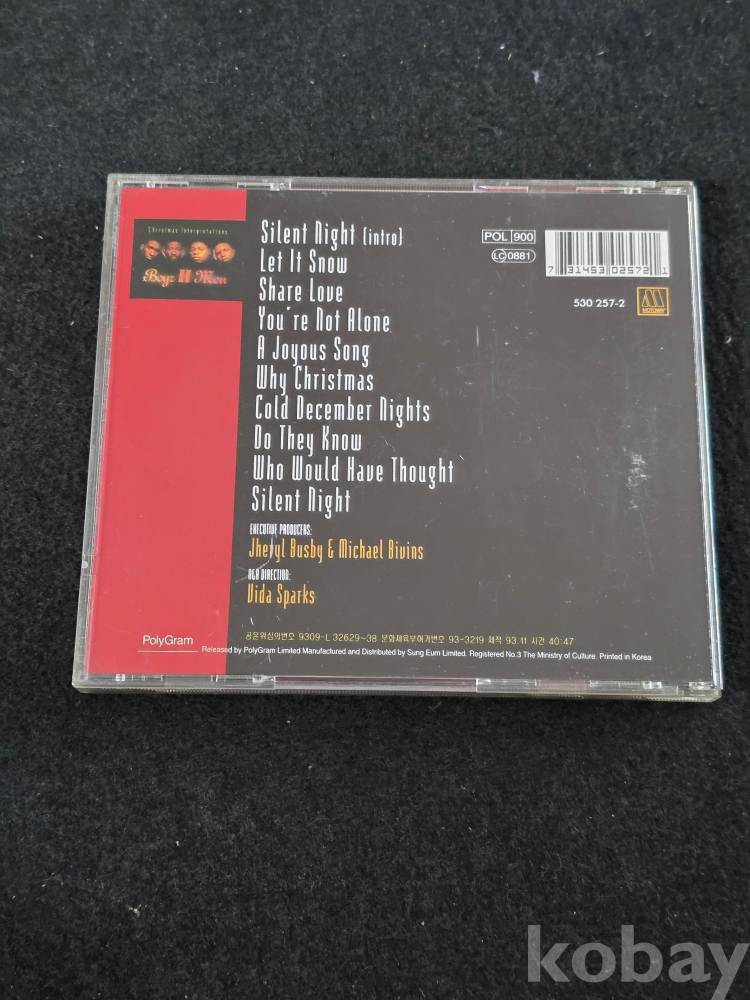 Christmas Interpretations
Boyz II Men
Silent Night (intro)
Let It Snow
Share Love
You're Not Alone
A Joyous Song
Why Christmas
Cold December Nights
Do They Know
Who Would Have Thought
Silent Night
EXECUTIVE PRODUCERS:
Jheryl Busby & Michael Bivins
A&R DIRECTION:
Vida Sparks
POL 900
LC 0881
7 31453 02572 1
530 257-2
MOTOWN
PolyGram
공윤위심의번호 9309-L 32629~38 문화체육부허가번호 93-3219 제작 93.11 시간 40:47
Released by PolyGram Limited Manufactured and Distributed by Sung Eum Limited. Registered No.3 The Ministry of Culture. Printed in Korea
kobay